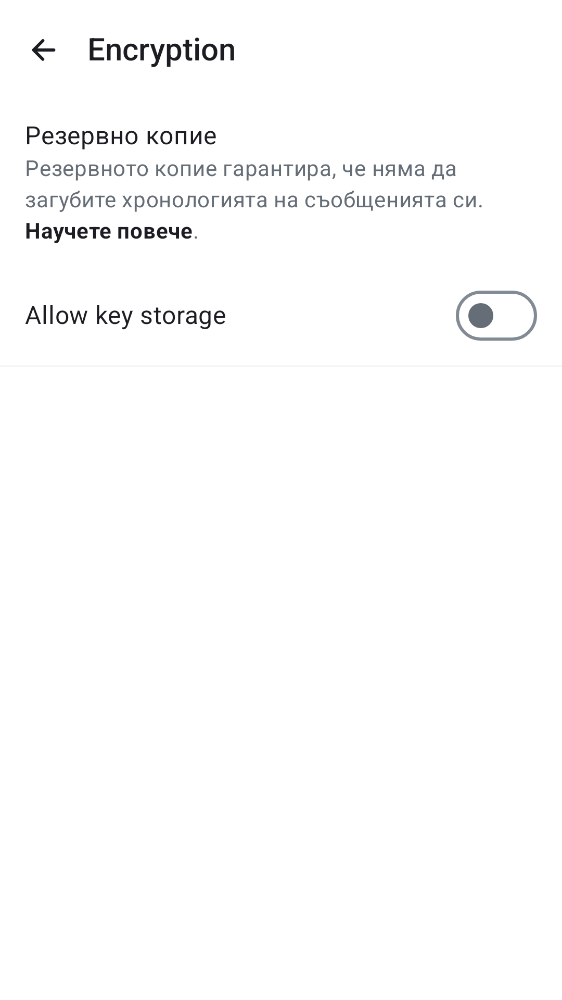 Encryption
Резервно копие
Резервното копие гарантира, че няма да
загубите хронологията на съобщенията си.
Научете повече.
Allow key storage